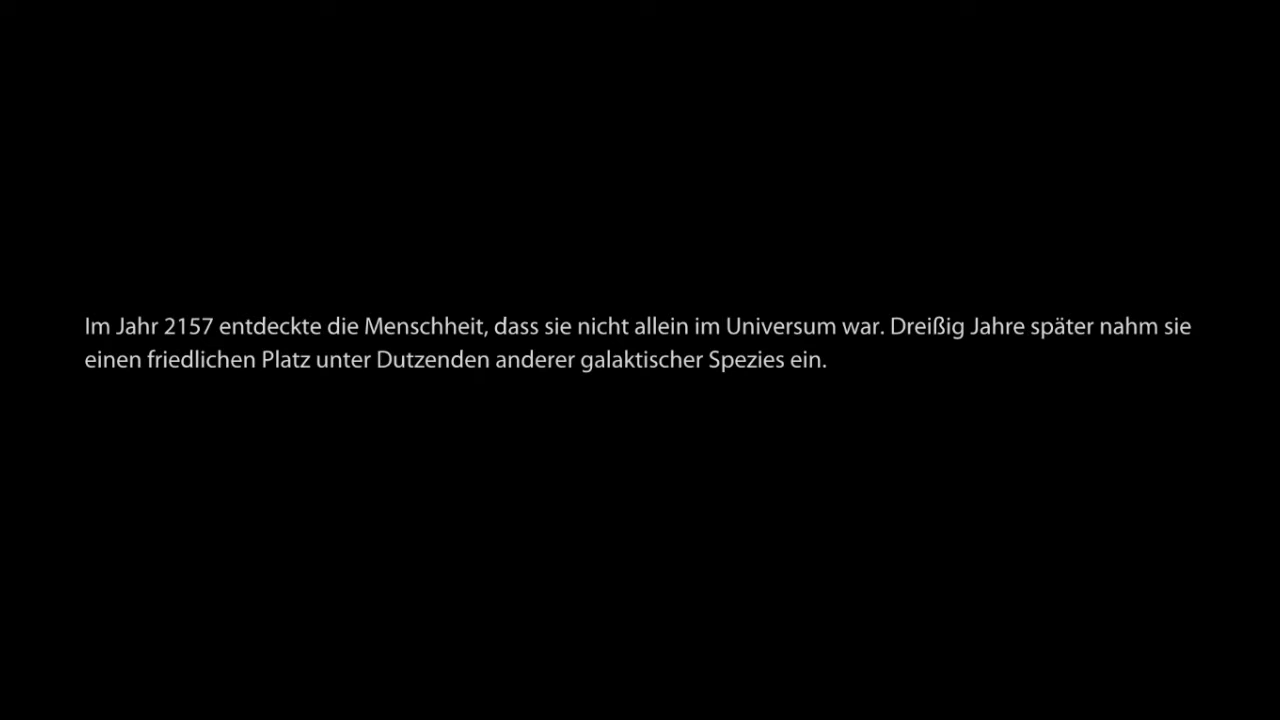 Im Jahr 2157 entdeckte die Menschheit, dass sie nicht allein im Universum war. Dreißig Jahre später nahm sie
einen friedlichen Platz unter Dutzenden anderer galaktischer Spezies ein.